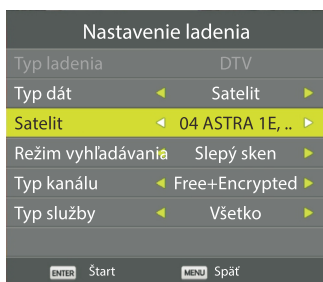 Nastavenie ladenia
Typ ladenia DTV
Typ dát Satelit
Satelit 04 ASTRA 1E, ..
Režim vyhľadávania Slepý sken
Typ kanálu Free+Encrypted
Typ služby Všetko
ENTER Štart MENU Späť